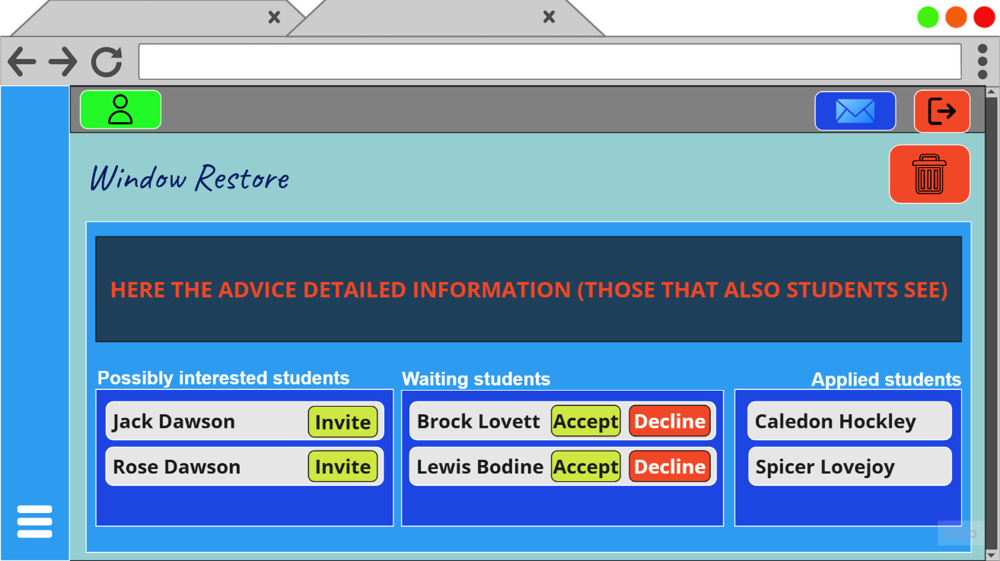 Window Restore
HERE THE ADVICE DETAILED INFORMATION (THOSE THAT ALSO STUDENTS SEE)
Possibly interested students
Jack Dawson Invite
Rose Dawson Invite
Waiting students
Brock Lovett Accept Decline
Lewis Bodine Accept Decline
Applied students
Caledon Hockley
Spicer Lovejoy